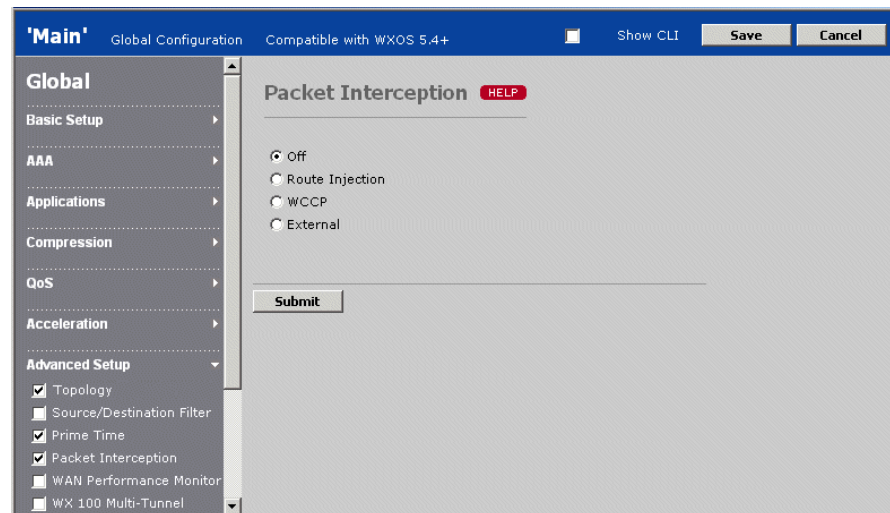 'Main' Global Configuration Compatible with WXOS 5.4+ Show CLI Save Cancel
Global
Basic Setup
AAA
Applications
Compression
QoS
Acceleration
Advanced Setup
Topology
Source/Destination Filter
Prime Time
Packet Interception
WAN Performance Monitor
WX 100 Multi-Tunnel
Packet Interception HELP
Off
Route Injection
WCCP
External
Submit